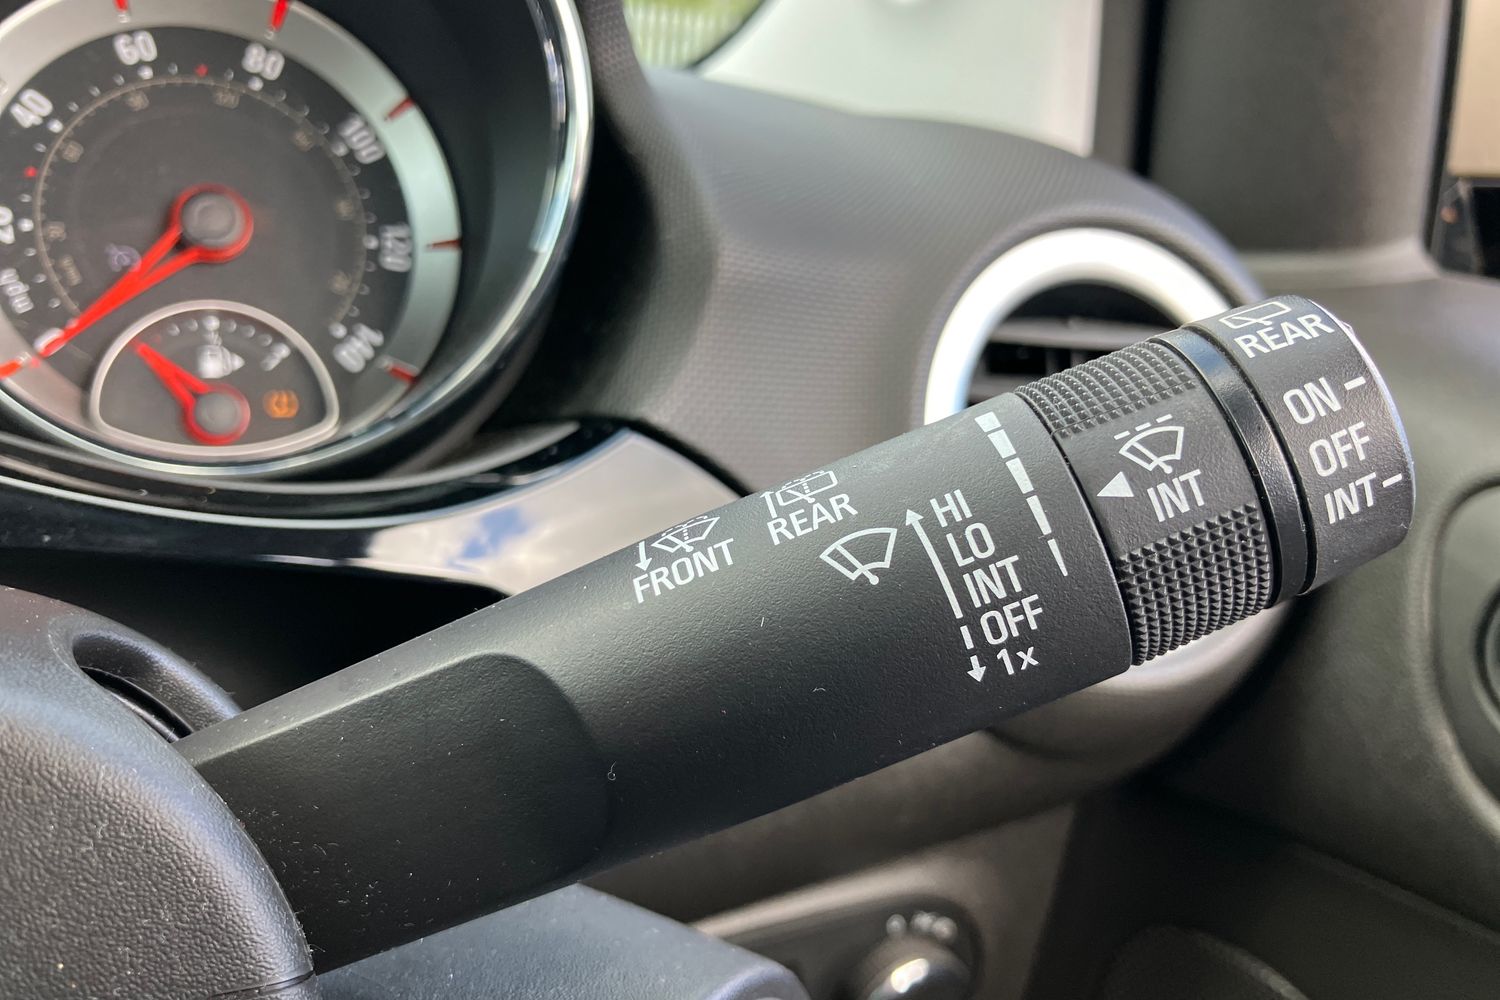 20
40
60
80
100
120
140
mph
0
FRONT
REAR
HI
LO
INT
OFF
1x
INT
REAR
ON
OFF
INT